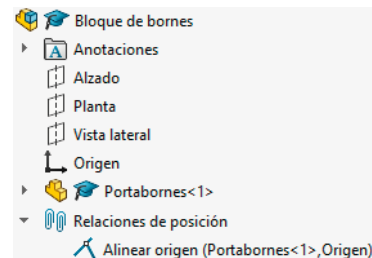 Bloque de bornes
Anotaciones
Alzado
Planta
Vista lateral
Origen
Portabornes<1>
Relaciones de posición
Alinear origen (Portabornes<1>,Origen)